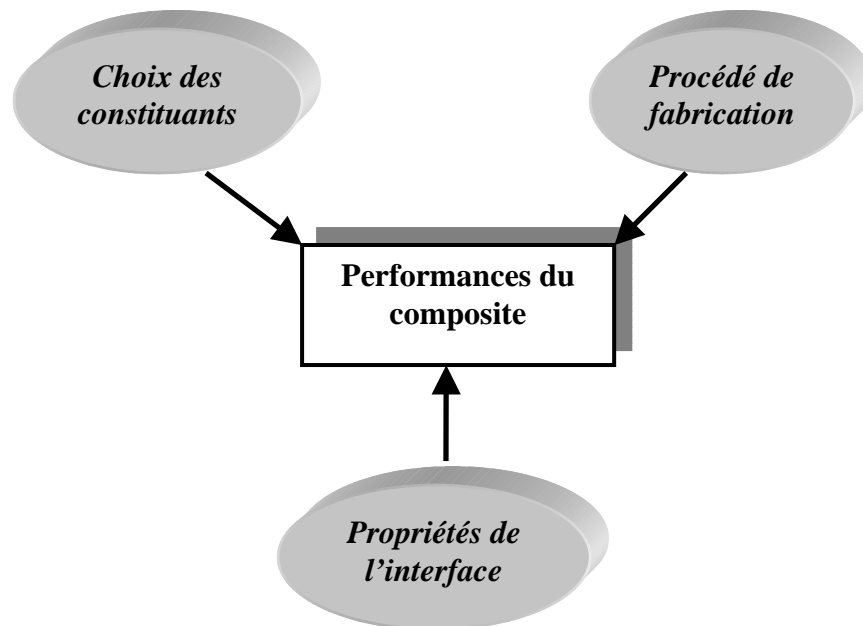 Choix des
constituants
Procédé de
fabrication
Performances du
composite
Propriétés de
l'interface